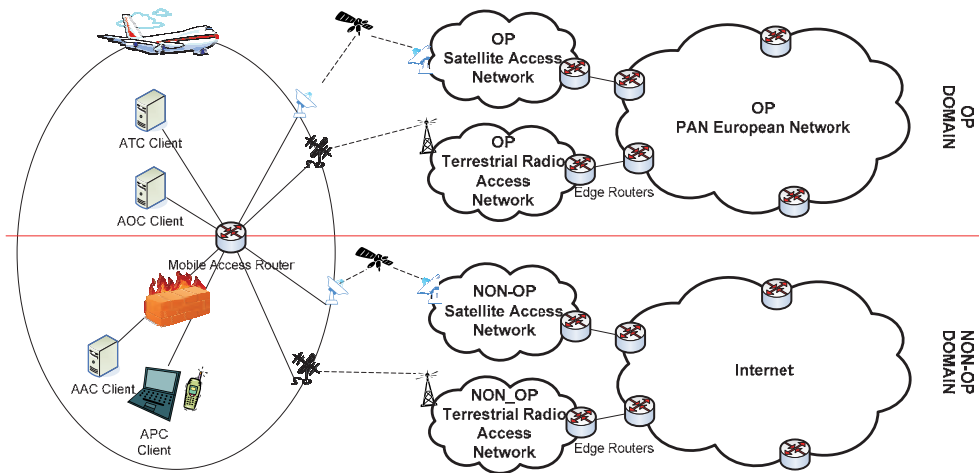 ATC Client
AOC Client
Mobile Access Router
AAC Client
APC
Client
OP
Satellite Access
Network
OP
Terrestrial Radio
Access
Network
Edge Routers
OP
PAN European Network
OP
DOMAIN
NON-OP
Satellite Access
Network
NON_OP
Terrestrial Radio
Access
Network
Edge Routers
Internet
NON-OP
DOMAIN